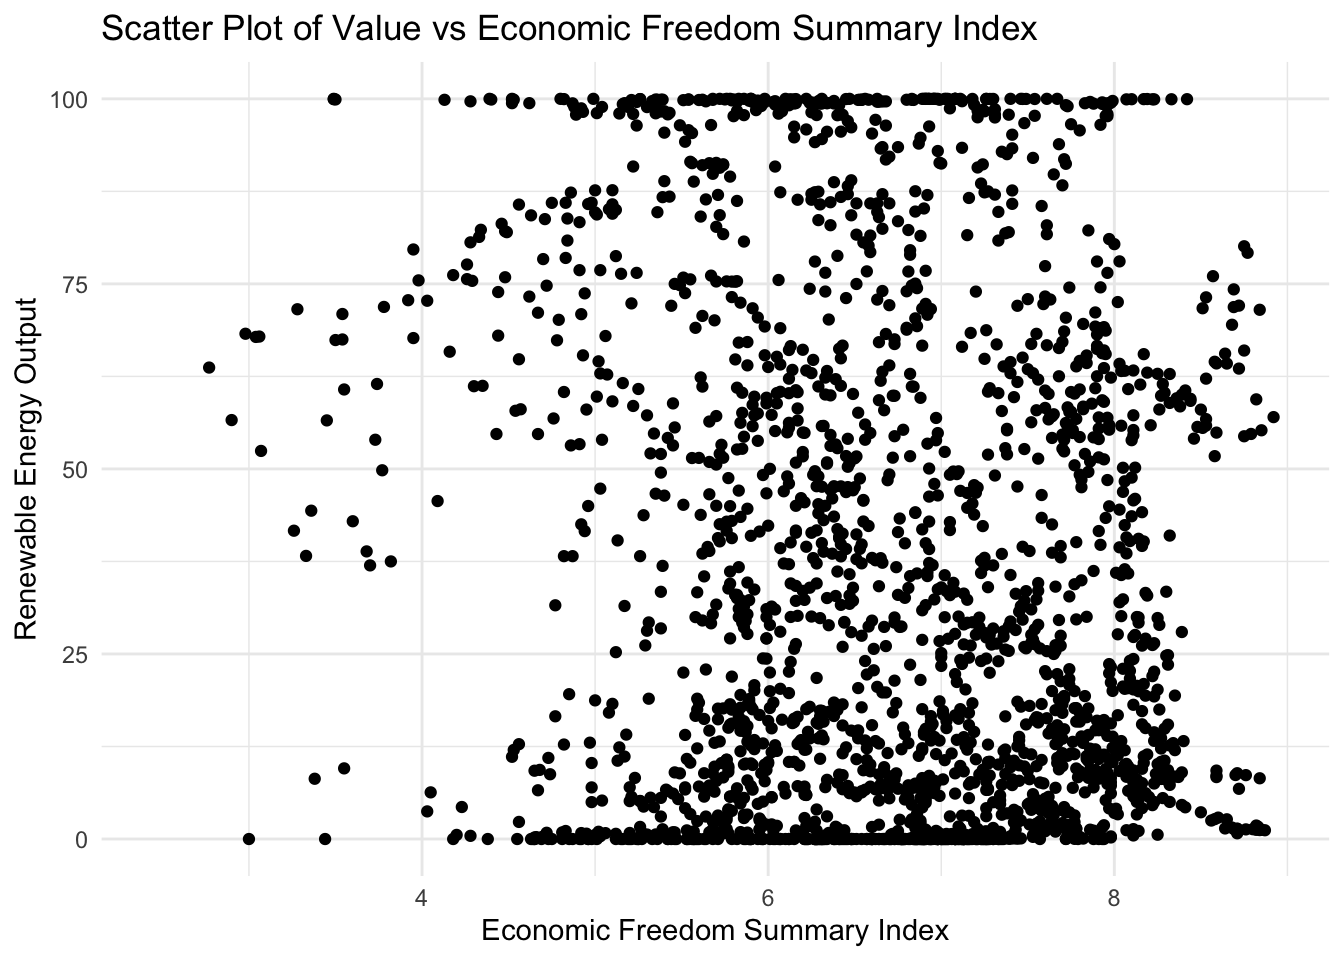 Scatter Plot of Value vs Economic Freedom Summary Index
100
75
50
25
0
Renewable Energy Output
4
6
8
Economic Freedom Summary Index